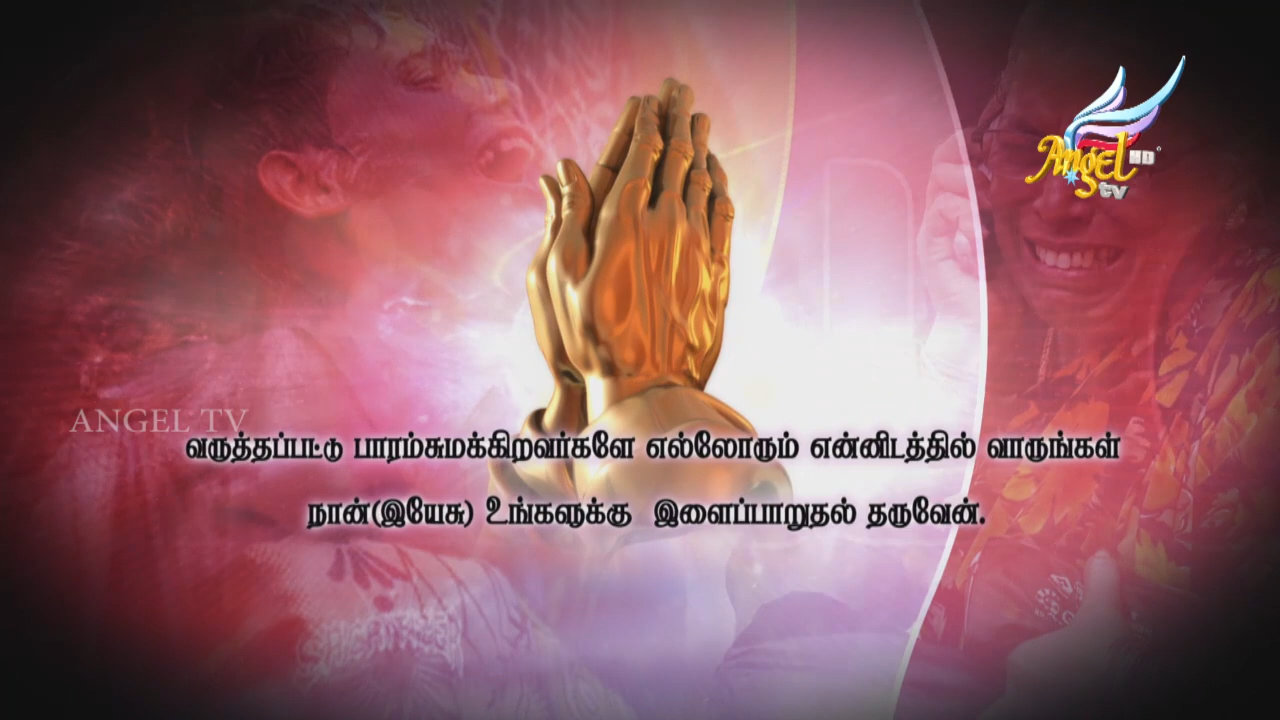 Angel HD
tv
ANGEL TV
வருத்தப்பட்டு பாரம்சுமக்கிறவர்களே எல்லோரும் என்னிடத்தில் வாருங்கள்
நான்(இயேசு) உங்களுக்கு இளைப்பாறுதல் தருவேன்.